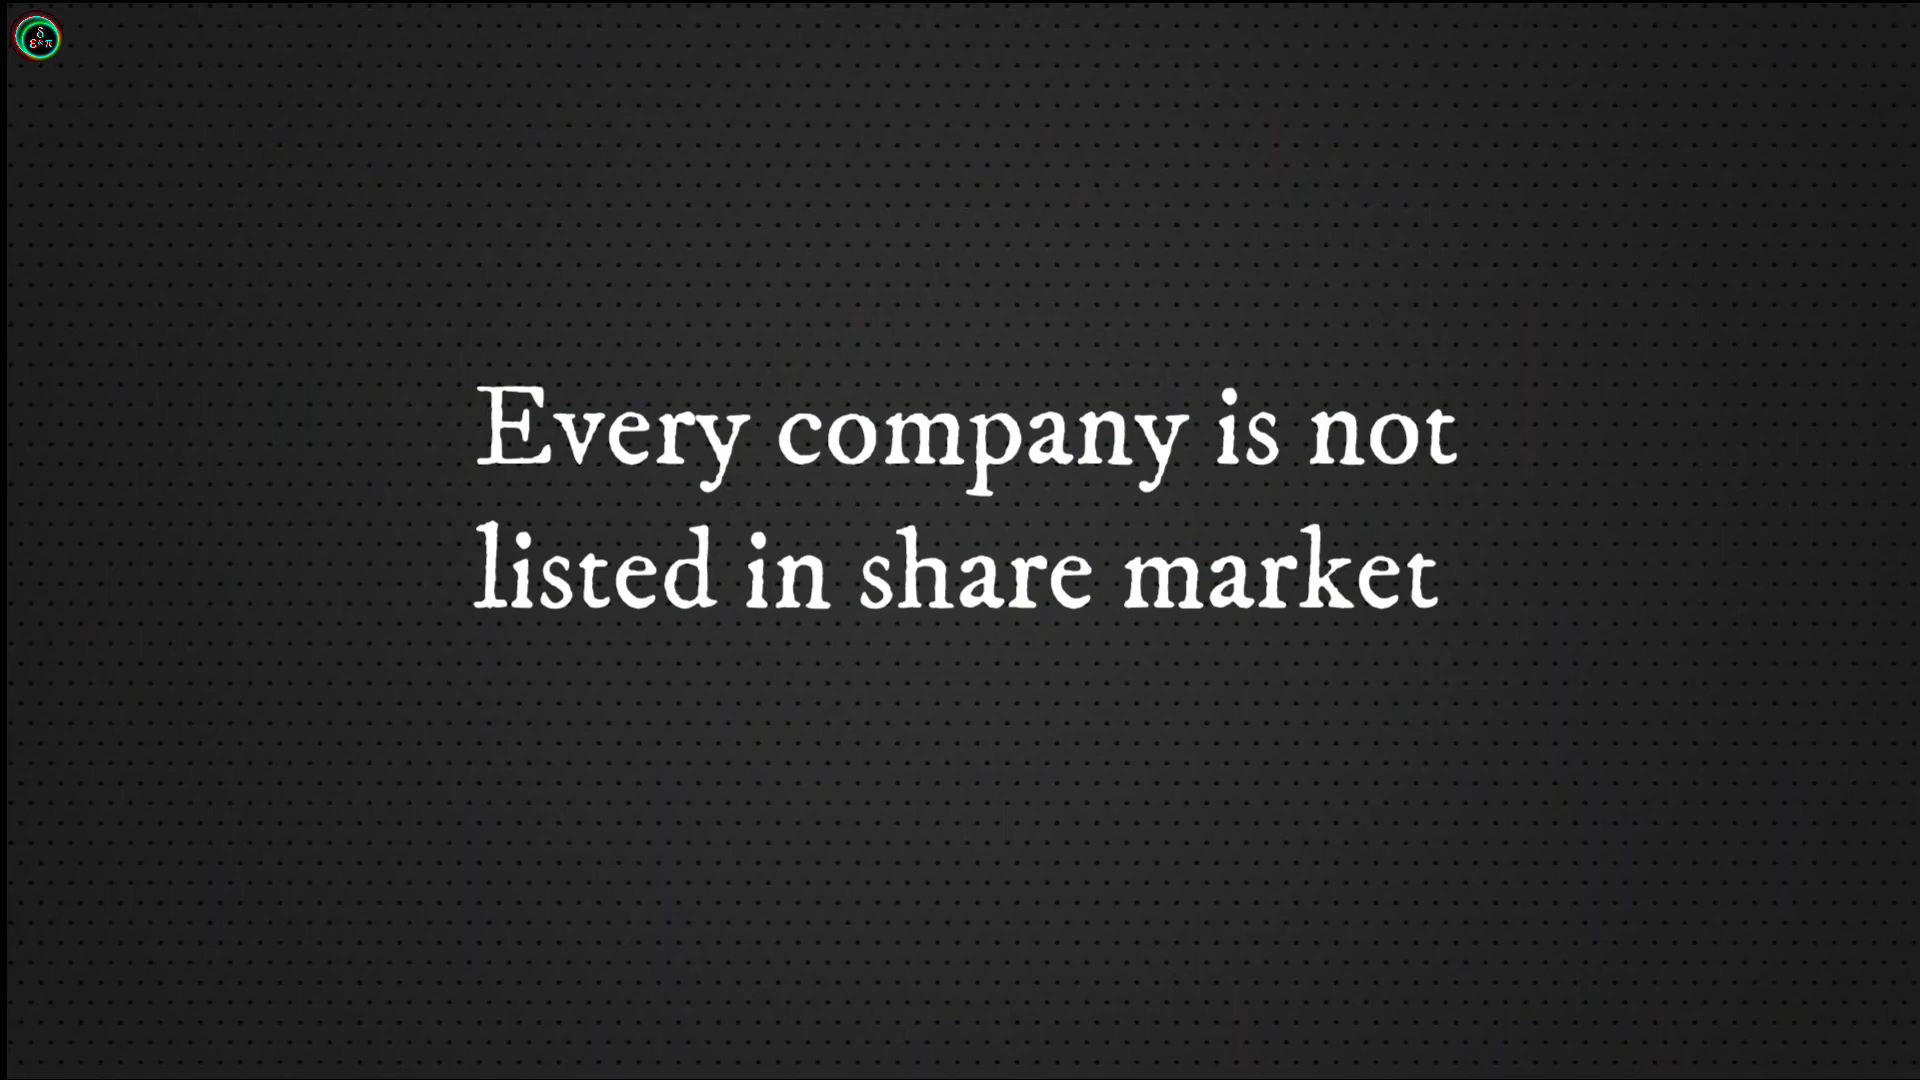 δ
ε*π
Every company is not
listed in share market